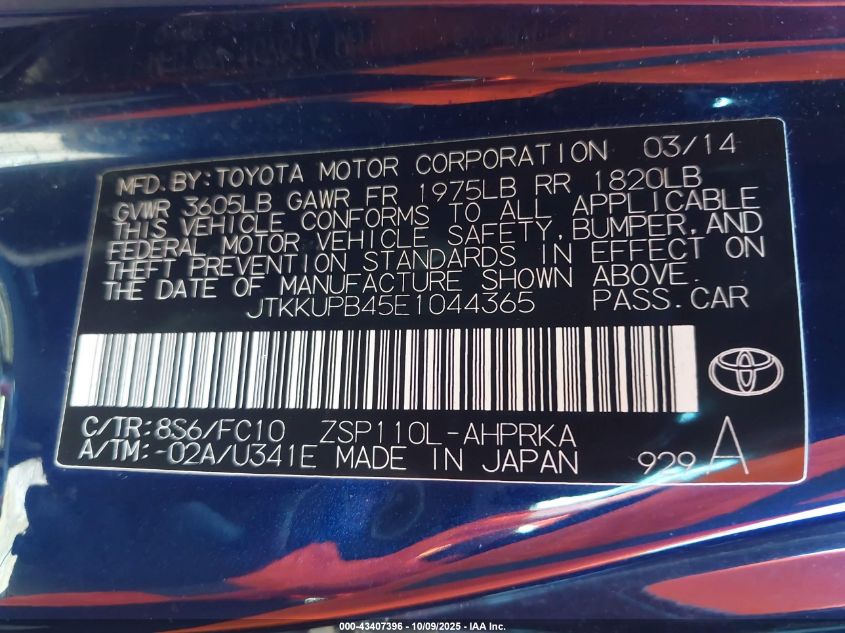 MFD. BY: TOYOTA MOTOR CORPORATION 03/14
GVWR 3605LB GAWR FR 1975LB RR 1820LB
THIS VEHICLE CONFORMS TO ALL APPLICABLE
FEDERAL MOTOR VEHICLE SAFETY, BUMPER, AND
THEFT PREVENTION STANDARDS IN EFFECT ON
THE DATE OF MANUFACTURE SHOWN ABOVE.
JTKKUPB45E1044365 PASS. CAR
C/TR: 8S6/FC10 ZSP110L-AHPRKA
A/TM: -02A/U341E MADE IN JAPAN 929 A
000-43407396 - 10/09/2025 - IAA Inc.